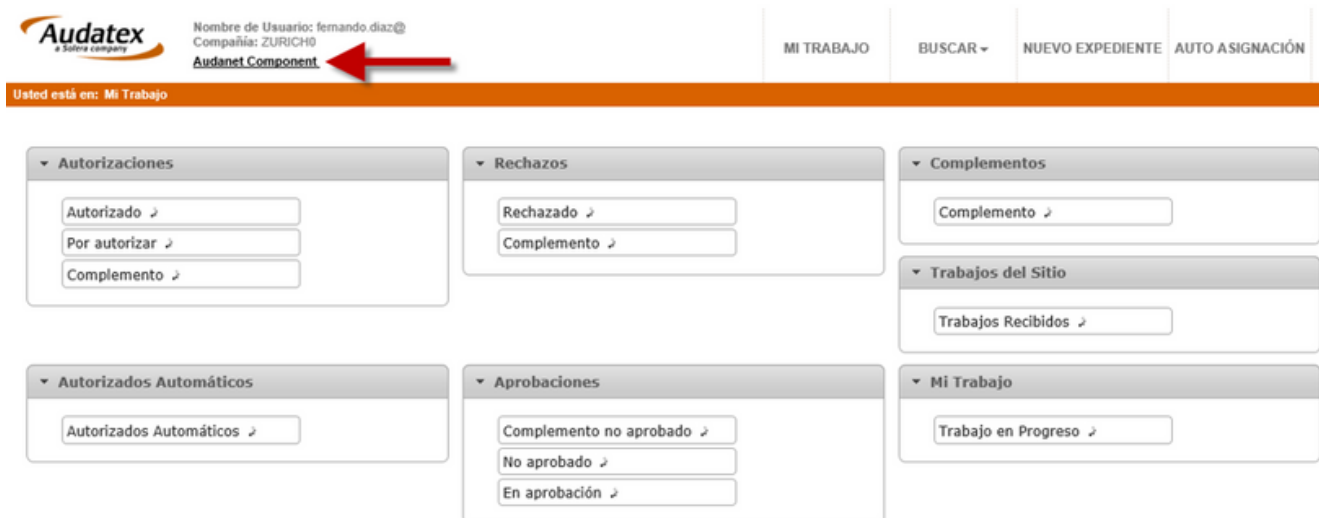 Audatex
a Solera company
Nombre de Usuario: fernando.diaz@
Compañía: ZURICH0
Audanet Component
MI TRABAJO
BUSCAR
NUEVO EXPEDIENTE
AUTO ASIGNACIÓN
Usted está en: Mi Trabajo
Autorizaciones
Autorizado
Por autorizar
Complemento
Rechazos
Rechazado
Complemento
Complementos
Complemento
Trabajos del Sitio
Trabajos Recibidos
Autorizados Automáticos
Autorizados Automáticos
Aprobaciones
Complemento no aprobado
No aprobado
En aprobación
Mi Trabajo
Trabajo en Progreso